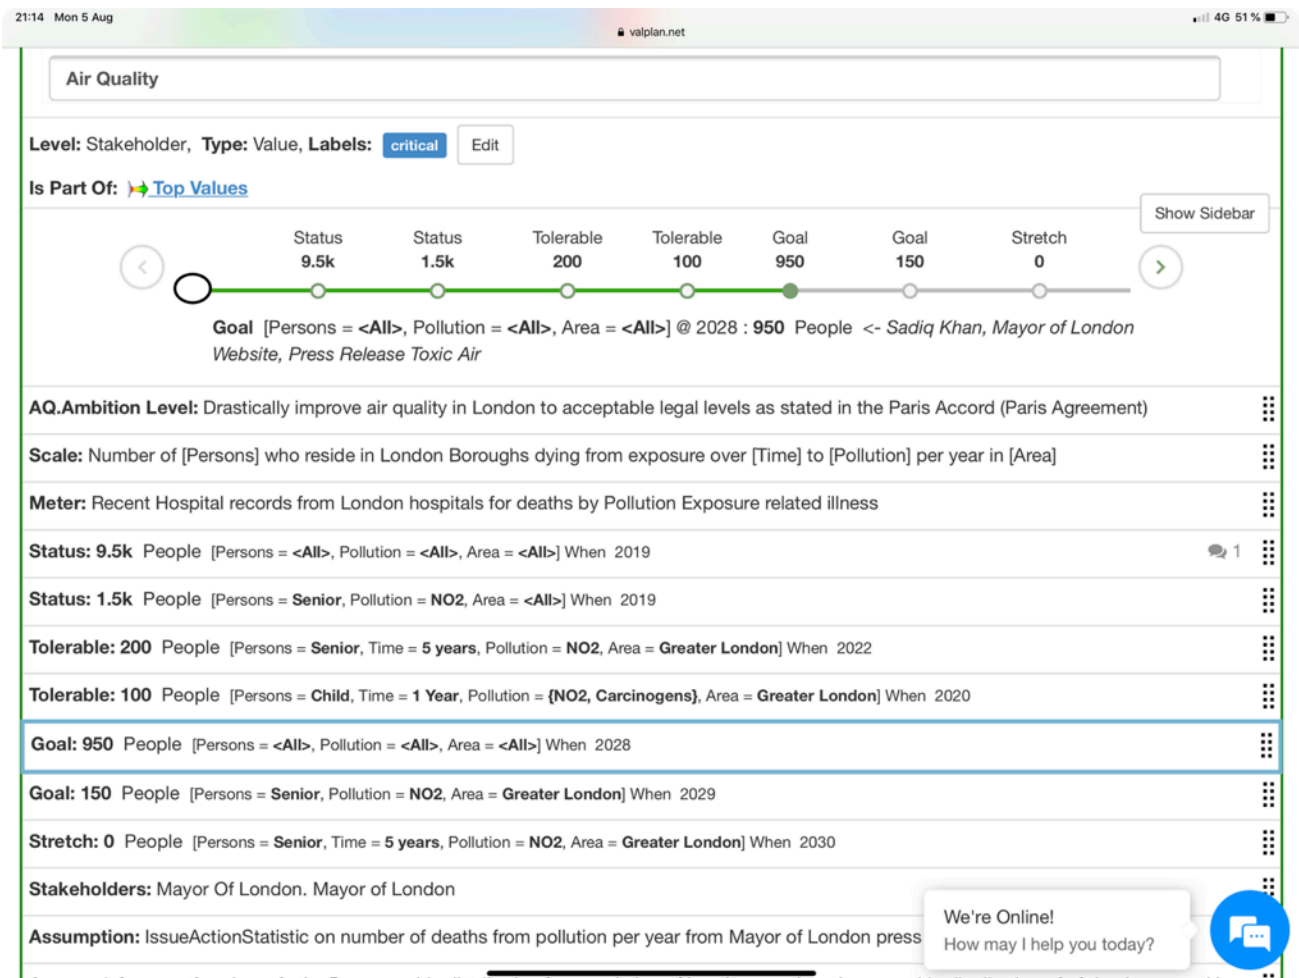 21:14 Mon 5 Aug
4G 51 %
valplan.net
Air Quality
Level: Stakeholder, Type: Value, Labels: critical Edit
Is Part Of: Top Values
Show Sidebar
Status Status Tolerable Tolerable Goal Goal Stretch
9.5k 1.5k 200 100 950 150 0
Goal [Persons = <All>, Pollution = <All>, Area = <All>] @ 2028 : 950 People <- Sadiq Khan, Mayor of London
Website, Press Release Toxic Air
AQ.Ambition Level: Drastically improve air quality in London to acceptable legal levels as stated in the Paris Accord (Paris Agreement)
Scale: Number of [Persons] who reside in London Boroughs dying from exposure over [Time] to [Pollution] per year in [Area]
Meter: Recent Hospital records from London hospitals for deaths by Pollution Exposure related illness
Status: 9.5k People [Persons = <All>, Pollution = <All>, Area = <All>] When 2019 1
Status: 1.5k People [Persons = Senior, Pollution = NO2, Area = <All>] When 2019
Tolerable: 200 People [Persons = Senior, Time = 5 years, Pollution = NO2, Area = Greater London] When 2022
Tolerable: 100 People [Persons = Child, Time = 1 Year, Pollution = {NO2, Carcinogens}, Area = Greater London] When 2020
Goal: 950 People [Persons = <All>, Pollution = <All>, Area = <All>] When 2028
Goal: 150 People [Persons = Senior, Pollution = NO2, Area = Greater London] When 2029
Stretch: 0 People [Persons = Senior, Time = 5 years, Pollution = NO2, Area = Greater London] When 2030
Stakeholders: Mayor Of London. Mayor of London
Assumption: IssueActionStatistic on number of deaths from pollution per year from Mayor of London press
We're Online!
How may I help you today?